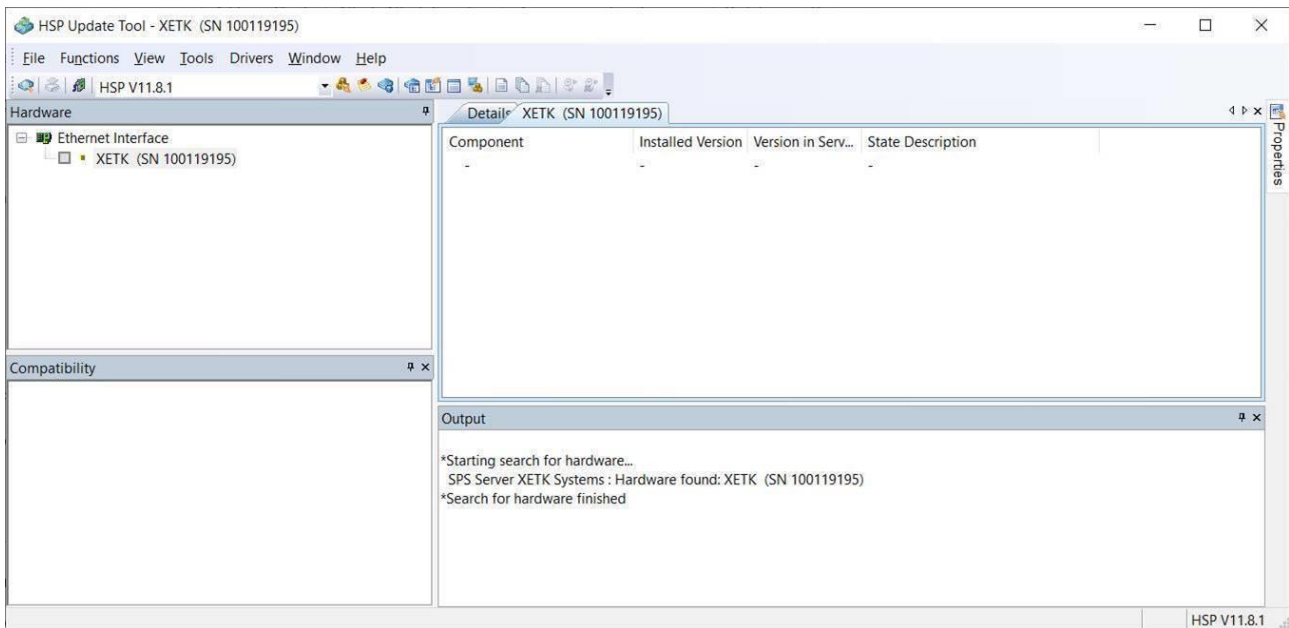 HSP Update Tool - XETK (SN 100119195)
File Functions View Tools Drivers Window Help
HSP V11.8.1
Hardware
Ethernet Interface
XETK (SN 100119195)
Details XETK (SN 100119195)
Component Installed Version Version in Serv... State Description
- - - -
Properties
Compatibility
Output
*Starting search for hardware...
SPS Server XETK Systems : Hardware found: XETK (SN 100119195)
*Search for hardware finished
HSP V11.8.1